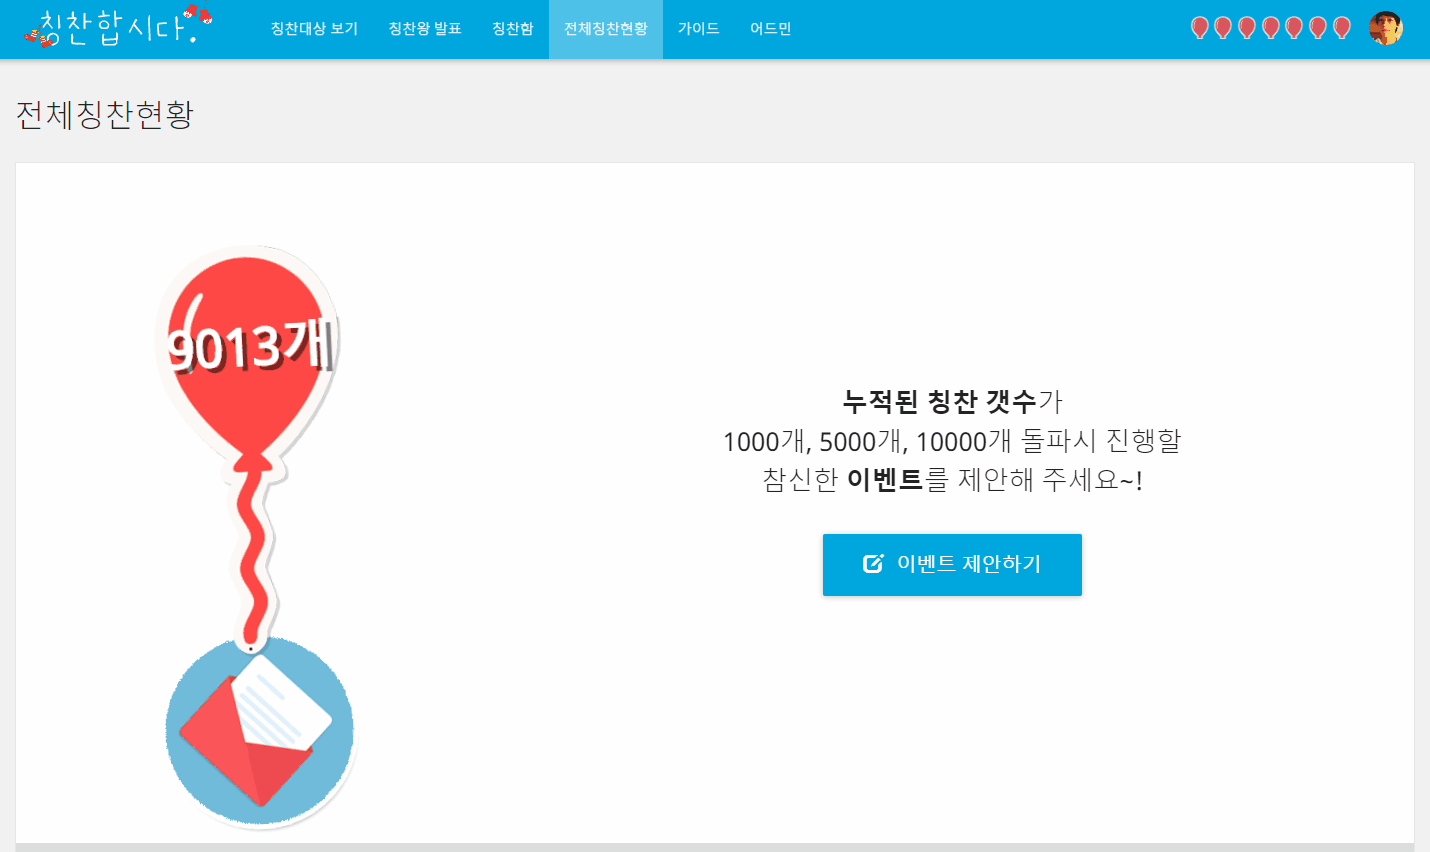 칭찬합시다.
칭찬대상 보기 칭찬왕 발표 칭찬함 전체칭찬현황 가이드 어드민
전체칭찬현황
9013개
누적된 칭찬 갯수가
1000개, 5000개, 10000개 돌파시 진행할
참신한 이벤트를 제안해 주세요~!
이벤트 제안하기